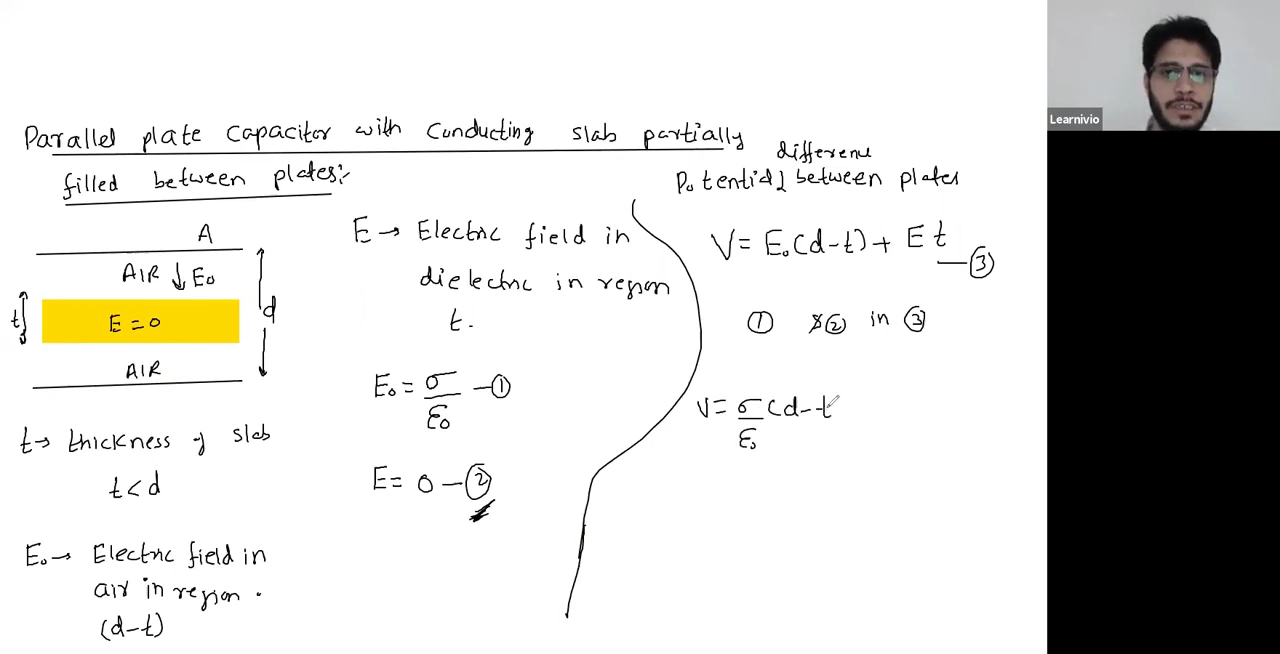 Parallel plate capacitor with conducting slab partially
filled between plates:-
A
AIR ↓ E₀
t
E = 0
d
AIR
t → thickness of slab
t < d
E₀ → Electric field in
air in region.
(d-t)
E → Electric field in
dielectric in region
t.
E₀ = σ/ε₀ —①
E = 0 —②
difference
Potential between plates
V = E₀(d-t) + E t —③
① & ② in ③
V = σ/ε₀ (d-t
Learnivio